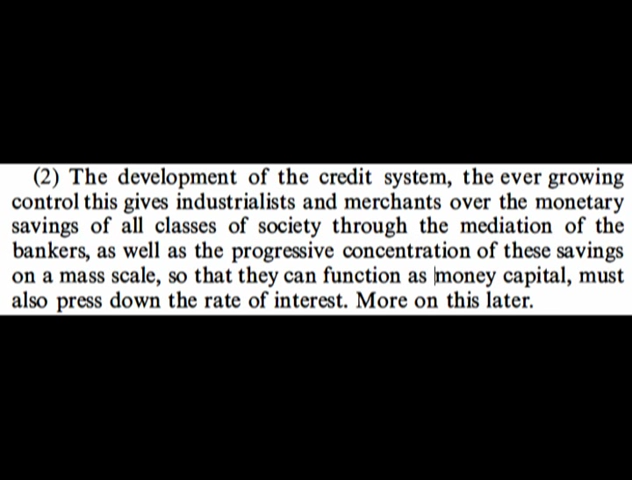 (2) The development of the credit system, the ever growing
control this gives industrialists and merchants over the monetary
savings of all classes of society through the mediation of the
bankers, as well as the progressive concentration of these savings
on a mass scale, so that they can function as money capital, must
also press down the rate of interest. More on this later.